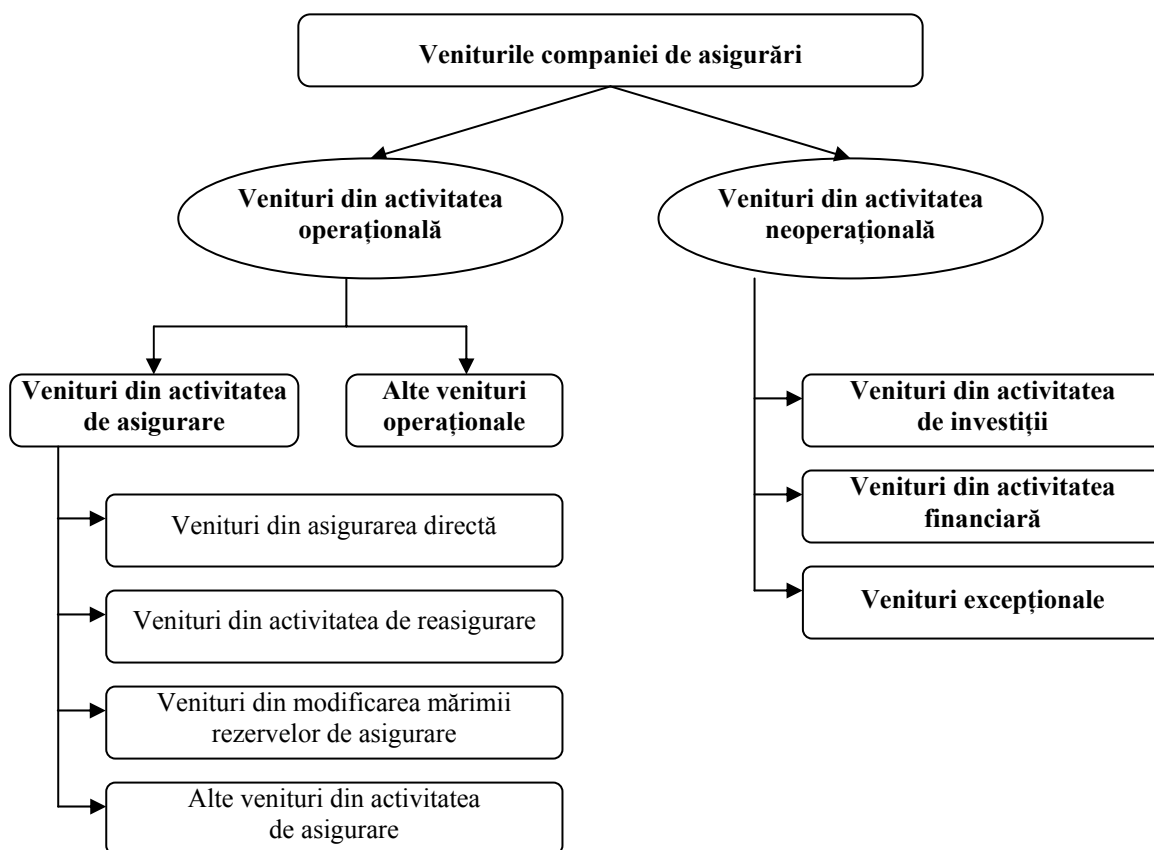 Veniturile companiei de asigurări
Venituri din activitatea
operațională
Venituri din activitatea
neoperațională
Venituri din activitatea
de asigurare
Alte venituri
operaționale
Venituri din asigurarea directă
Venituri din activitatea de reasigurare
Venituri din modificarea mărimii
rezervelor de asigurare
Alte venituri din activitatea
de asigurare
Venituri din activitatea
de investiții
Venituri din activitatea
financiară
Venituri excepționale